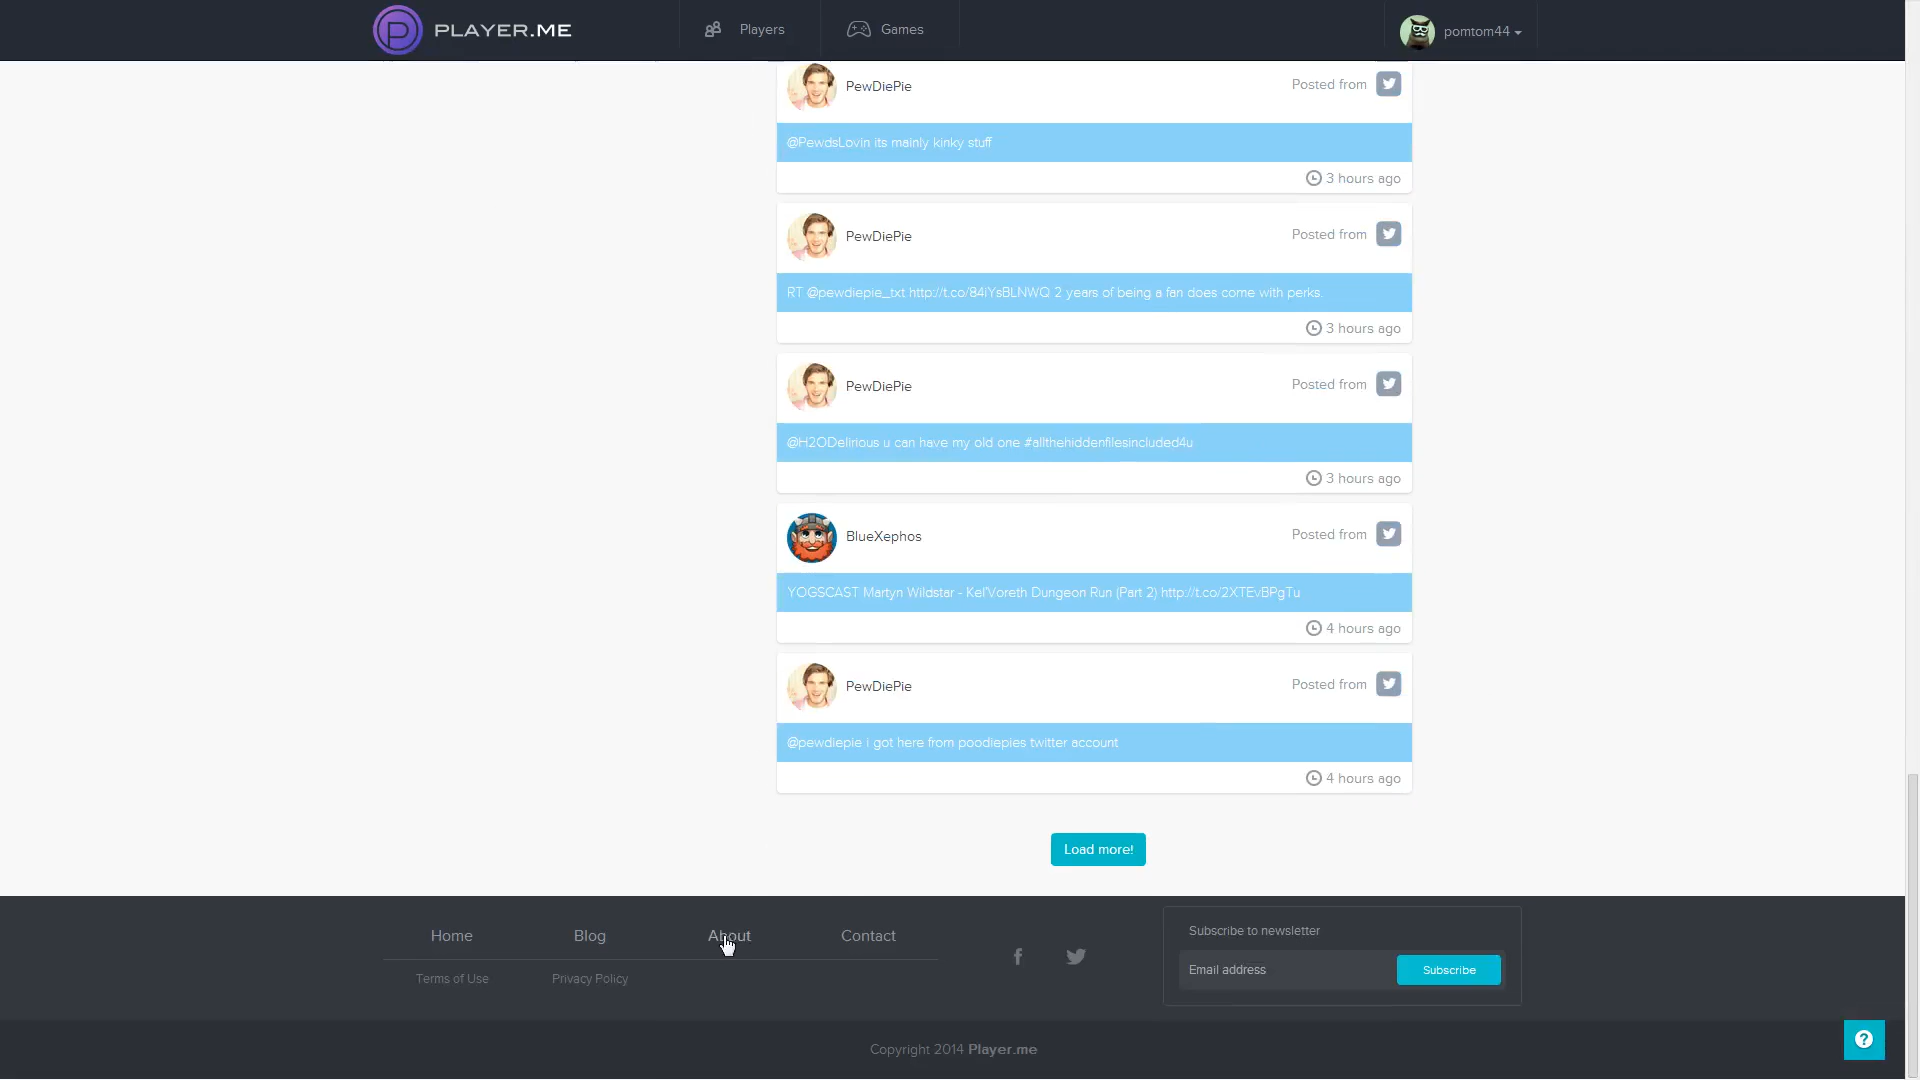 PLAYER.ME
Players
Games
pomtom44
PewDiePie
Posted from
@PewdsLovin its mainly kinky stuff
3 hours ago
PewDiePie
Posted from
RT @pewdiepie_txt http://t.co/84iYsBLNWQ 2 years of being a fan does come with perks.
3 hours ago
PewDiePie
Posted from
@H2ODelirious u can have my old one #allthehiddenfilesincluded4u
3 hours ago
BlueXephos
Posted from
YOGSCAST Martyn Wildstar - Kel'Voreth Dungeon Run (Part 2) http://t.co/2XTEvBPgTu
4 hours ago
PewDiePie
Posted from
@pewdiepie i got here from poodiepies twitter account
4 hours ago
Load more!
Home
Blog
About
Contact
Terms of Use
Privacy Policy
Subscribe to newsletter
Email address
Subscribe
Copyright 2014 Player.me
?